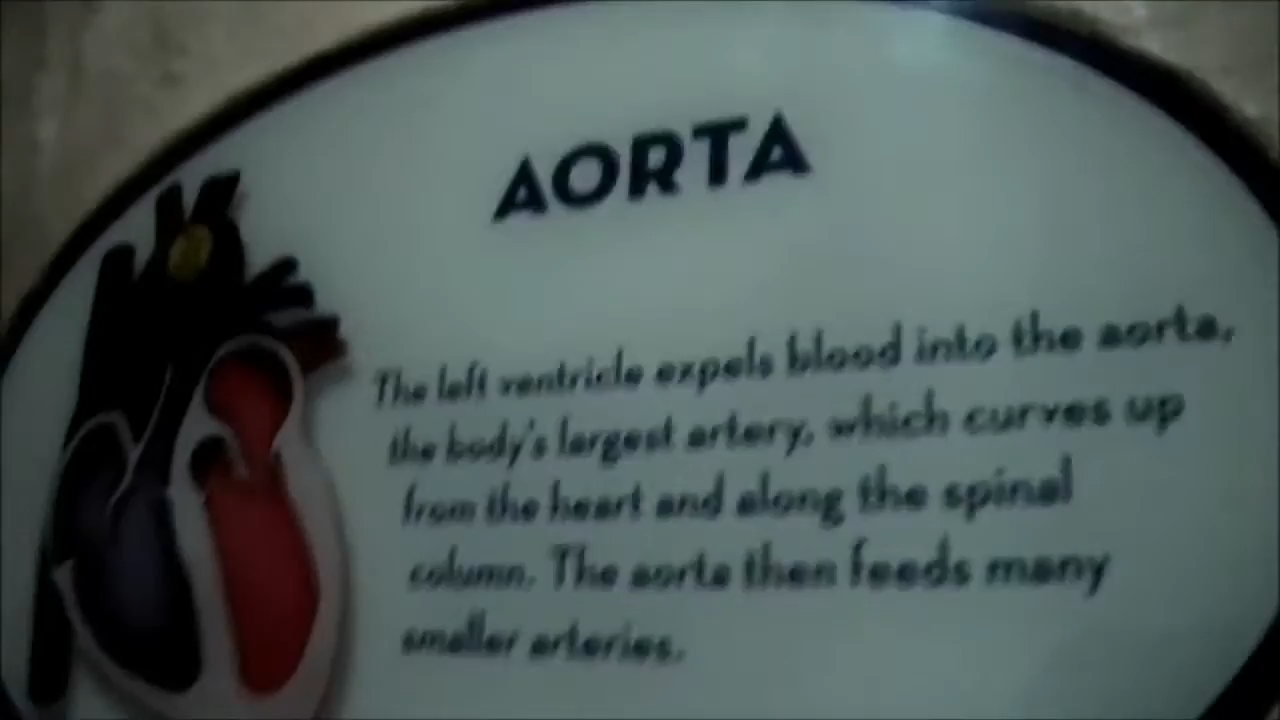 AORTA
The left ventricle expels blood into the aorta,
the body's largest artery, which curves up
from the heart and along the spinal
column. The aorta then feeds many
smaller arteries.